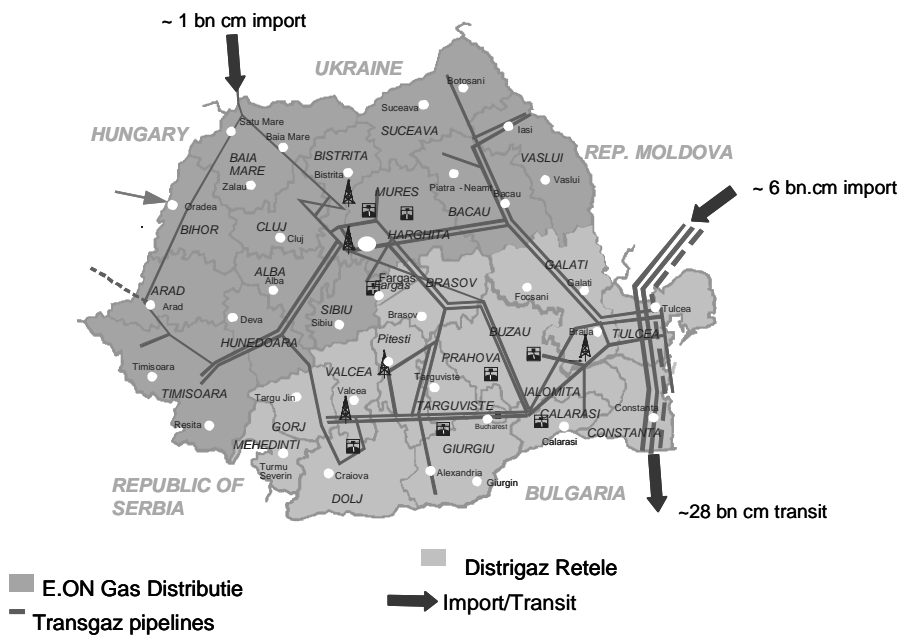 ~ 1 bn cm import
UKRAINE
Botosani
Suceava
SUCEAVA
Satu Mare
HUNGARY
Baia Mare
Iasi
BAIA
MARE
BISTRITA
VASLUI
REP. MOLDOVA
Bistrita
Zalau
MURES
Piatra - Neamt
Vaslui
~ 6 bn.cm import
Bacau
Oradea
BACAU
BIHOR
CLUJ
Cluj
HARGHITA
GALATI
ALBA
Alba
Fargas
Fargas
BRASOV
Galati
ARAD
Arad
Focsani
SIBIU
Tulcea
Deva
Sibiu
Brasov
BUZAU
Braila
TULCEA
HUNEDOARA
Pitesti
PRAHOVA
Timisoara
VALCEA
Targuviste
TIMISOARA
Valcea
IALOMITA
Targu Jin
TARGUVISTE
CALARASI
Constanta
Resita
GORJ
Bucharest
CONSTANTA
MEHEDINTI
GIURGIU
Calarasi
Turmu
Severin
Craiova
Alexandria
REPUBLIC OF
SERBIA
DOLJ
Giurgin
BULGARIA
~28 bn cm transit
Distrigaz Retele
E.ON Gas Distributie
Import/Transit
Transgaz pipelines